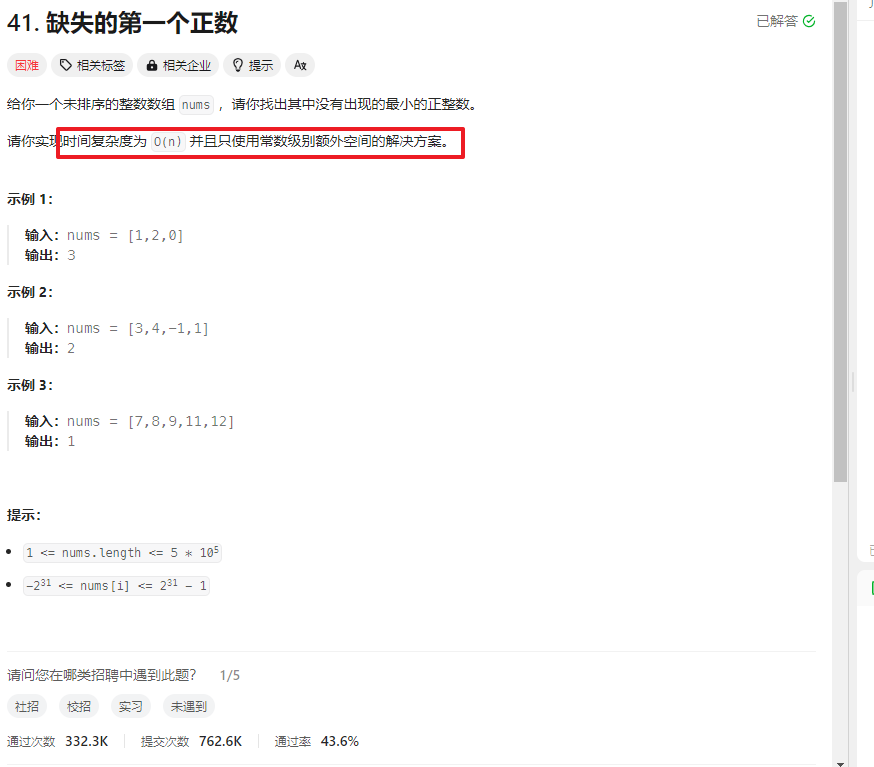 41. 缺失的第一个正数
已解答
困难 相关标签 相关企业 提示 Aあ
给你一个未排序的整数数组 nums ，请你找出其中没有出现的最小的正整数。
请你实现时间复杂度为 O(n) 并且只使用常数级别额外空间的解决方案。
示例 1：
输入：nums = [1,2,0]
输出：3
示例 2：
输入：nums = [3,4,-1,1]
输出：2
示例 3：
输入：nums = [7,8,9,11,12]
输出：1
提示：
1 <= nums.length <= 5 * 10⁵
-2³¹ <= nums[i] <= 2³¹ - 1
请问您在哪类招聘中遇到此题？ 1/5
社招 校招 实习 未遇到
通过次数 332.3K 提交次数 762.6K 通过率 43.6%